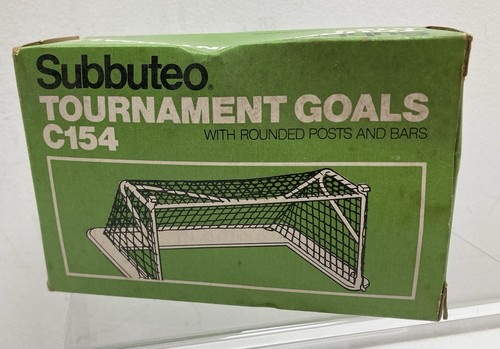 Subbuteo.
TOURNAMENT GOALS
C154 WITH ROUNDED POSTS AND BARS